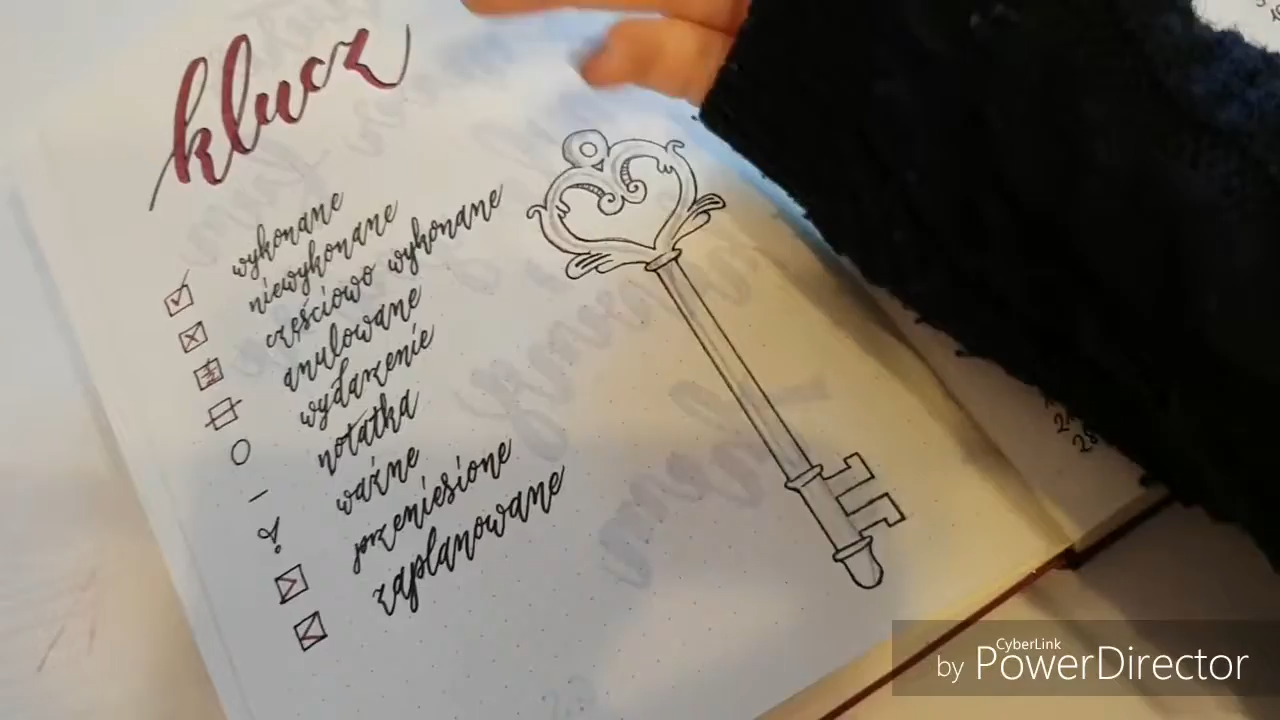 klucz
wykonane
niewykonane
częściowo wykonane
anulowane
wydarzenie
notatka
ważne
przeniesione
zaplanowane
CyberLink
by PowerDirector